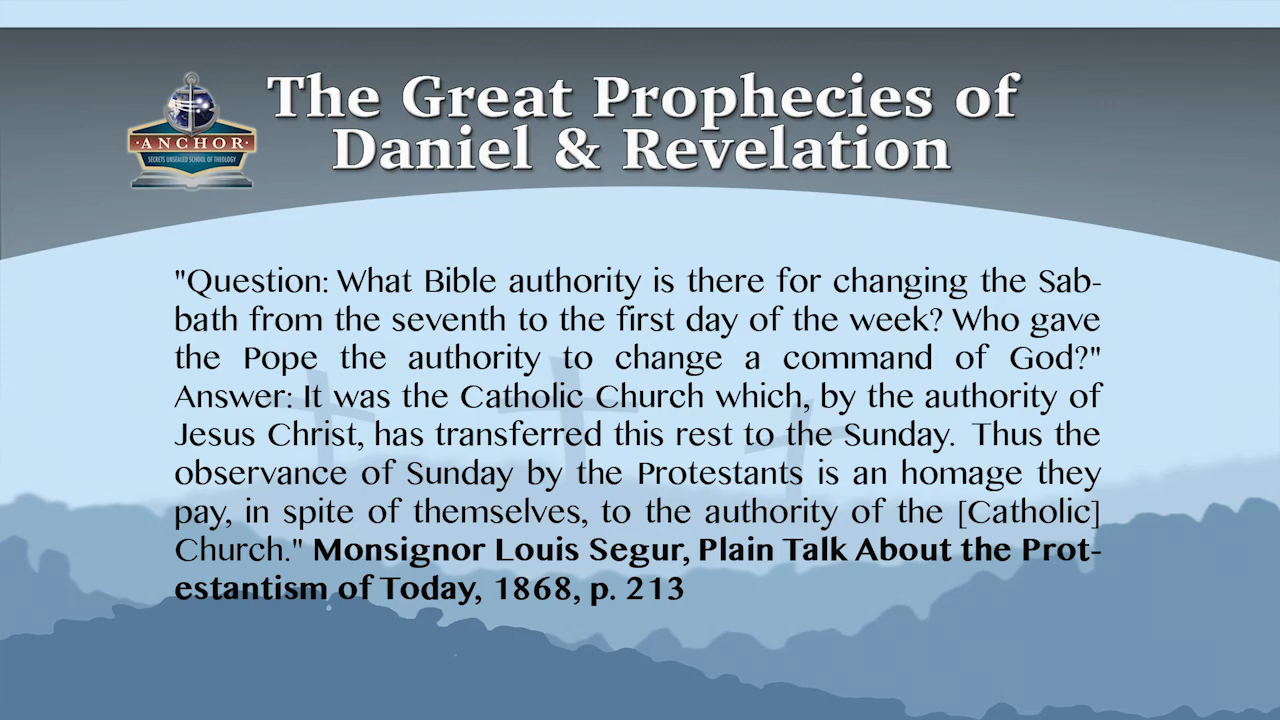 The Great Prophecies of
Daniel & Revelation
·ANCHOR·
SECRETS UNSEALED SCHOOL OF THEOLOGY
"Question: What Bible authority is there for changing the Sab-
bath from the seventh to the first day of the week? Who gave
the Pope the authority to change a command of God?"
Answer: It was the Catholic Church which, by the authority of
Jesus Christ, has transferred this rest to the Sunday. Thus the
observance of Sunday by the Protestants is an homage they
pay, in spite of themselves, to the authority of the [Catholic]
Church." Monsignor Louis Segur, Plain Talk About the Prot-
estantism of Today, 1868, p. 213